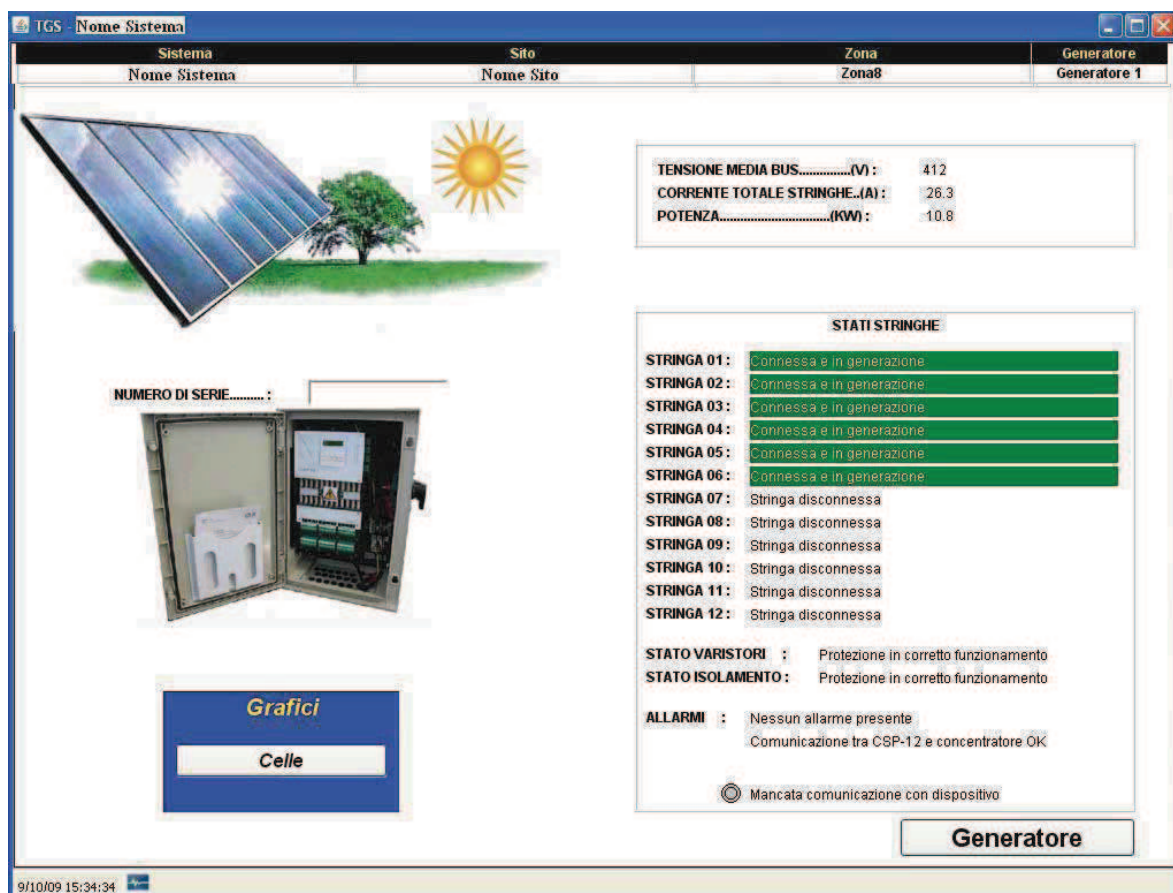 TGS - Nome Sistema
Sistema Sito Zona Generatore
Nome Sistema Nome Sito Zona8 Generatore 1
TENSIONE MEDIA BUS...............(V) : 412
CORRENTE TOTALE STRINGHE..(A) : 26.3
POTENZA................................(KW) : 10.8
STATI STRINGHE
STRINGA 01 : Connessa e in generazione
STRINGA 02 : Connessa e in generazione
STRINGA 03 : Connessa e in generazione
STRINGA 04 : Connessa e in generazione
STRINGA 05 : Connessa e in generazione
STRINGA 06 : Connessa e in generazione
STRINGA 07 : Stringa disconnessa
STRINGA 08 : Stringa disconnessa
STRINGA 09 : Stringa disconnessa
STRINGA 10 : Stringa disconnessa
STRINGA 11 : Stringa disconnessa
STRINGA 12 : Stringa disconnessa
STATO VARISTORI : Protezione in corretto funzionamento
STATO ISOLAMENTO : Protezione in corretto funzionamento
ALLARMI : Nessun allarme presente
Comunicazione tra CSP-12 e concentratore OK
Mancata comunicazione con dispositivo
NUMERO DI SERIE.......... :
Grafici
Celle
Generatore
9/10/09 15:34:34